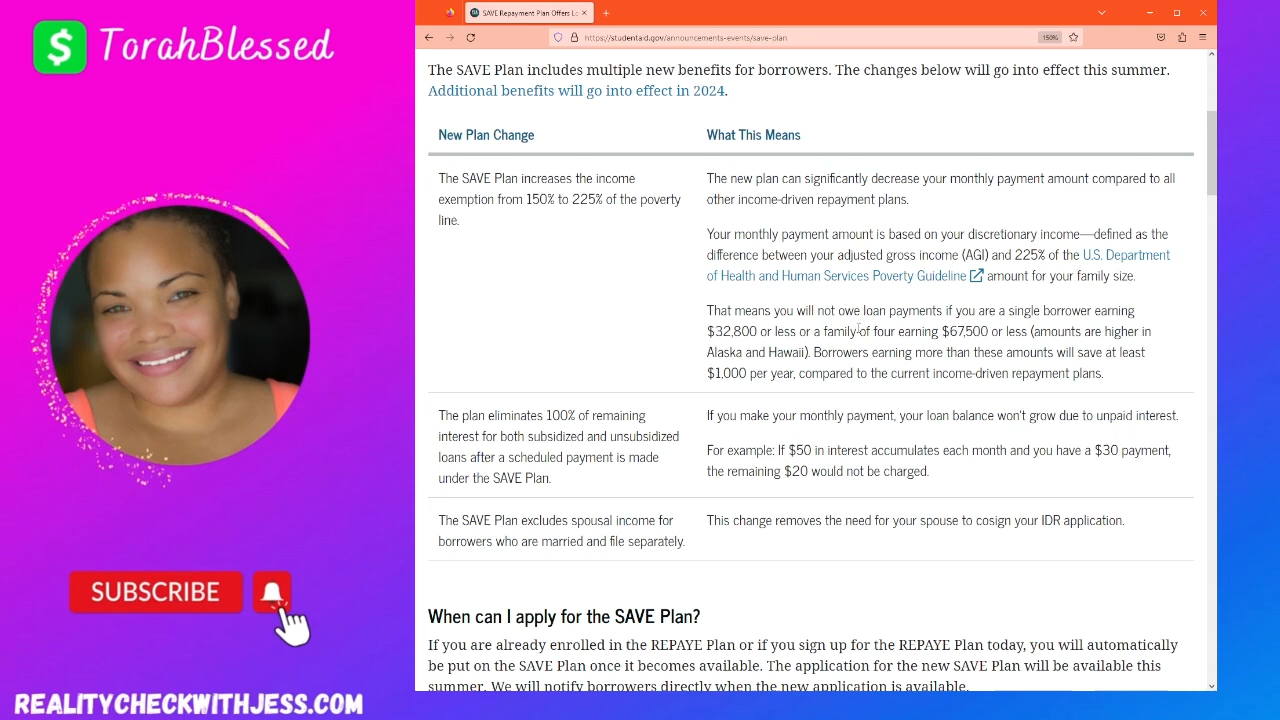 TorahBlessed
SUBSCRIBE
REALITYCHECKWITHJESS.COM
SAVE Repayment Plan Offers Lo
https://studentaid.gov/announcements-events/save-plan
150%
The SAVE Plan includes multiple new benefits for borrowers. The changes below will go into effect this summer.
Additional benefits will go into effect in 2024.
New Plan Change
What This Means
The SAVE Plan increases the income
exemption from 150% to 225% of the poverty
line.
The new plan can significantly decrease your monthly payment amount compared to all
other income-driven repayment plans.
Your monthly payment amount is based on your discretionary income—defined as the
difference between your adjusted gross income (AGI) and 225% of the U.S. Department
of Health and Human Services Poverty Guideline amount for your family size.
That means you will not owe loan payments if you are a single borrower earning
$32,800 or less or a family of four earning $67,500 or less (amounts are higher in
Alaska and Hawaii). Borrowers earning more than these amounts will save at least
$1,000 per year, compared to the current income-driven repayment plans.
The plan eliminates 100% of remaining
interest for both subsidized and unsubsidized
loans after a scheduled payment is made
under the SAVE Plan.
If you make your monthly payment, your loan balance won't grow due to unpaid interest.
For example: If $50 in interest accumulates each month and you have a $30 payment,
the remaining $20 would not be charged.
The SAVE Plan excludes spousal income for
borrowers who are married and file separately.
This change removes the need for your spouse to cosign your IDR application.
When can I apply for the SAVE Plan?
If you are already enrolled in the REPAYE Plan or if you sign up for the REPAYE Plan today, you will automatically
be put on the SAVE Plan once it becomes available. The application for the new SAVE Plan will be available this
summer. We will notify borrowers directly when the new application is available.